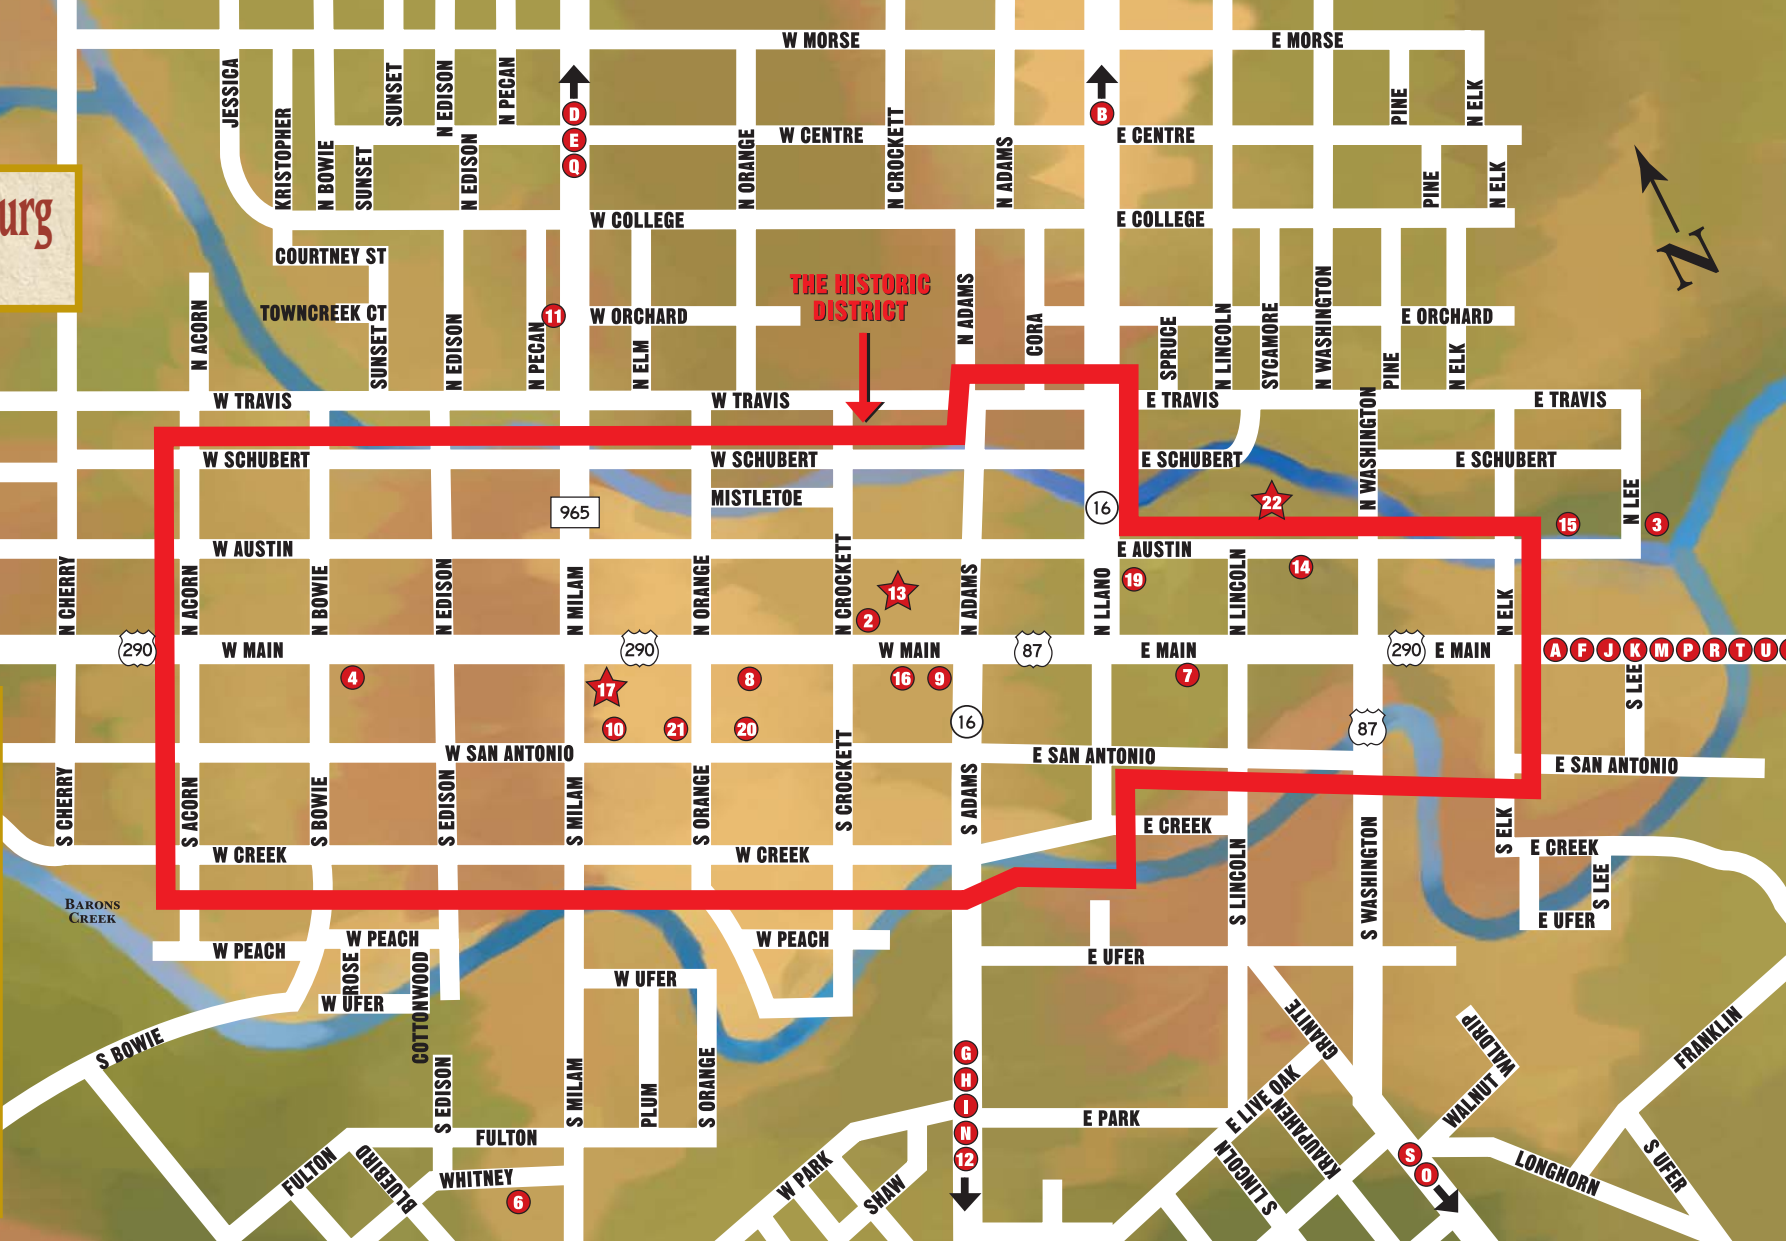 W MORSE
E MORSE
JESSICA
KRISTOPHER
N BOWIE
SUNSET
SUNSET
N EDISON
N EDISON
N PECAN
D
E
Q
N ORANGE
W CENTRE
N CROCKETT
N ADAMS
B
E CENTRE
PINE
N ELK
PINE
N ELK
urg
W COLLEGE
E COLLEGE
N
COURTNEY ST
TOWNCREEK CT
N ACORN
SUNSET
N EDISON
N PECAN
11
W ORCHARD
N ELM
THE HISTORIC
DISTRICT
N ADAMS
CORA
SPRUCE
N LINCOLN
SYCAMORE
N WASHINGTON
PINE
E ORCHARD
N ELK
W TRAVIS
W TRAVIS
E TRAVIS
E TRAVIS
W SCHUBERT
W SCHUBERT
E SCHUBERT
N WASHINGTON
E SCHUBERT
MISTLETOE
965
16
22
15
N LEE
3
W AUSTIN
E AUSTIN
N CHERRY
N ACORN
N BOWIE
N EDISON
N MILAM
N ORANGE
N CROCKETT
13
2
N ADAMS
N LLANO
19
N LINCOLN
14
N ELK
290
W MAIN
290
W MAIN
87
E MAIN
290
E MAIN
A F J K M P R T U
4
17
8
16
9
7
S LEE
10
21
20
16
87
W SAN ANTONIO
E SAN ANTONIO
E SAN ANTONIO
S CHERRY
S ACORN
S BOWIE
S EDISON
S MILAM
S ORANGE
S CROCKETT
S ADAMS
E CREEK
S LINCOLN
S WASHINGTON
S ELK
E CREEK
S LEE
W CREEK
W CREEK
BARONS
CREEK
E UFER
W PEACH
W PEACH
W PEACH
E UFER
ROSE
W UFER
COTTONWOOD
W UFER
S BOWIE
S EDISON
S MILAM
PLUM
S ORANGE
G
H
I
N
12
GRANITE
WALDRIP
FRANKLIN
E LIVE OAK
WALNUT
E PARK
KRAUPAHEN
FULTON
FULTON
BLUEBIRD
WHITNEY
6
W PARK
SHAW
S LINCOLN
S
O
LONGHORN
S UFER